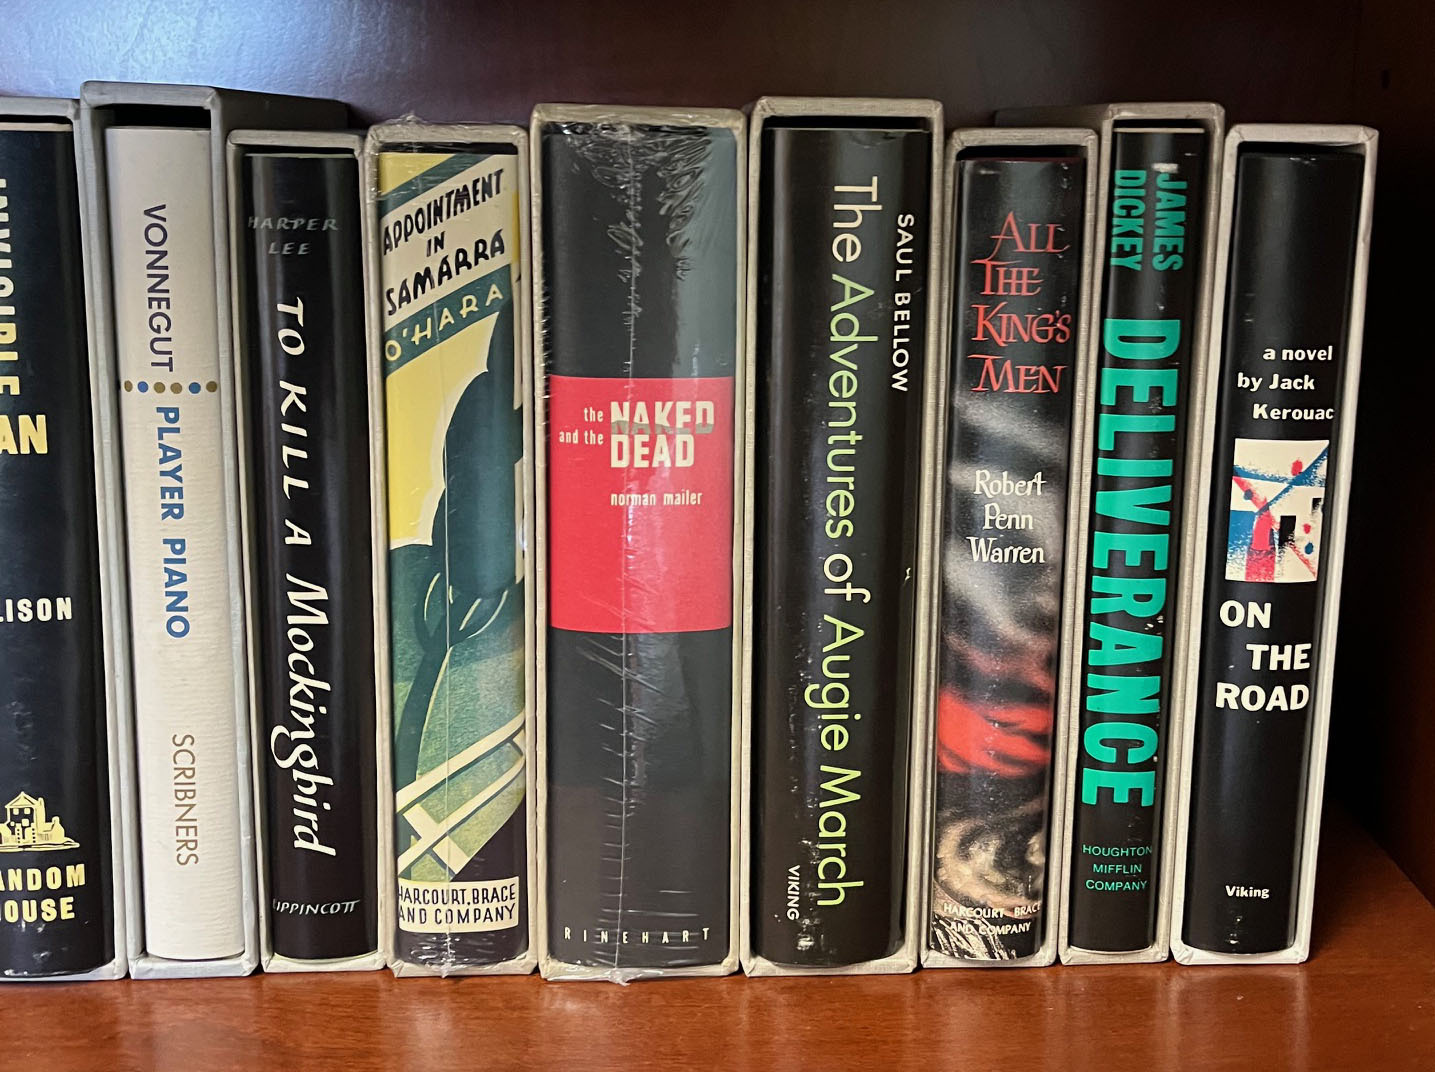 AN
LISON
VONNEGUT
PLAYER PIANO
SCRIBNERS
HARPER
LEE
TO KILL A Mockingbird
LIPPINCOTT
APPOINTMENT
IN
SAMARRA
O'HARA
HARCOURT, BRACE
AND COMPANY
the NAKED
and the DEAD
norman mailer
RINEHART
SAUL BELLOW
The Adventures of Augie March
VIKING
ALL
THE
KING'S
MEN
Robert
Penn
Warren
HARCOURT BRACE
AND COMPANY
JAMES
DICKEY
DELIVERANCE
HOUGHTON
MIFFLIN
COMPANY
a novel
by Jack
Kerouac
ON
THE
ROAD
Viking